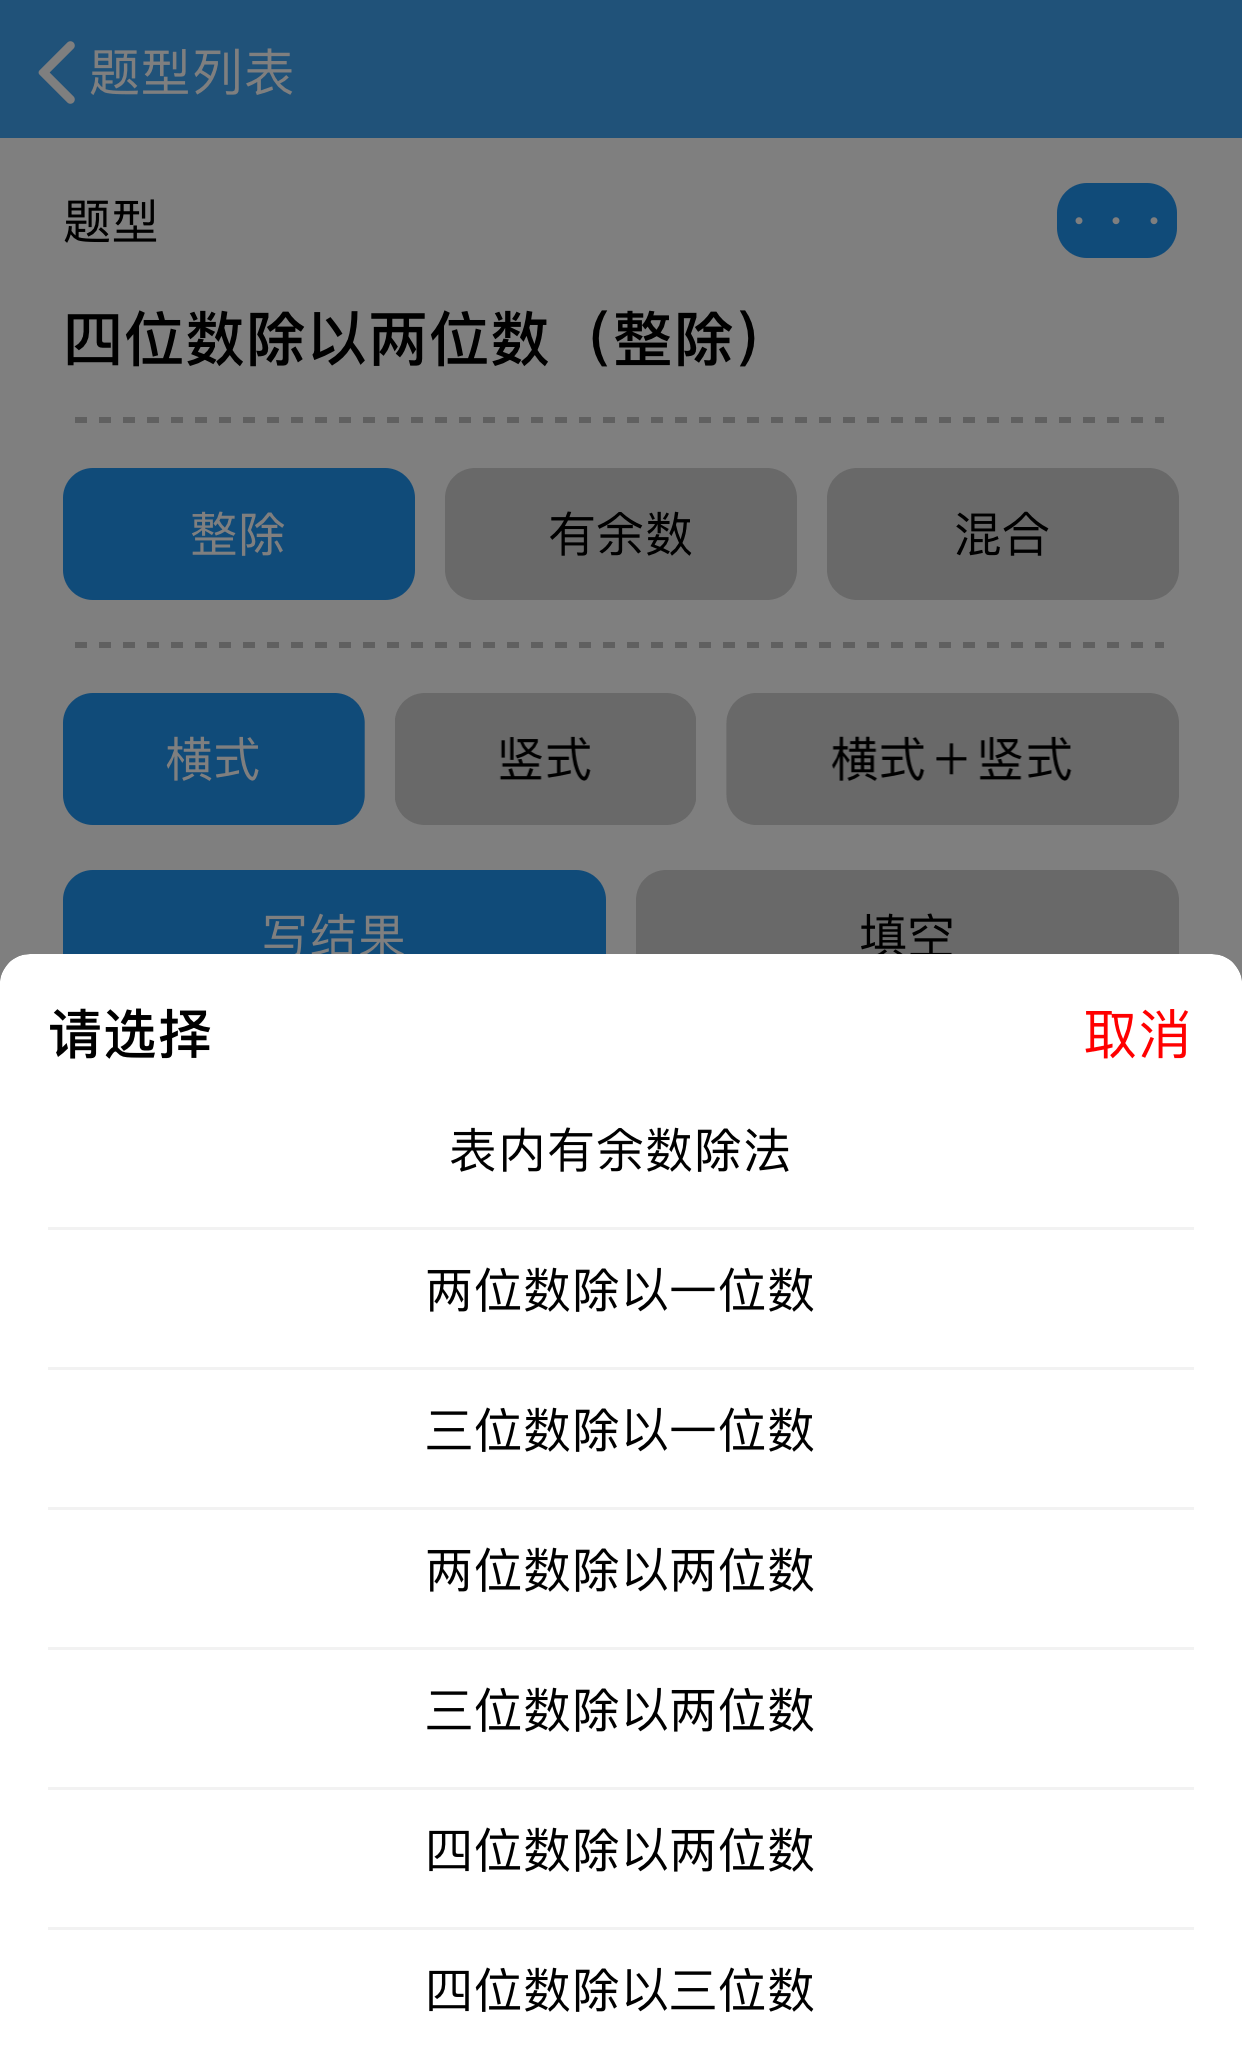 题型列表
题型
四位数除以两位数（整除）
整除 有余数 混合
横式 竖式 横式＋竖式
写结果 填空
请选择 取消
表内有余数除法
两位数除以一位数
三位数除以一位数
两位数除以两位数
三位数除以两位数
四位数除以两位数
四位数除以三位数